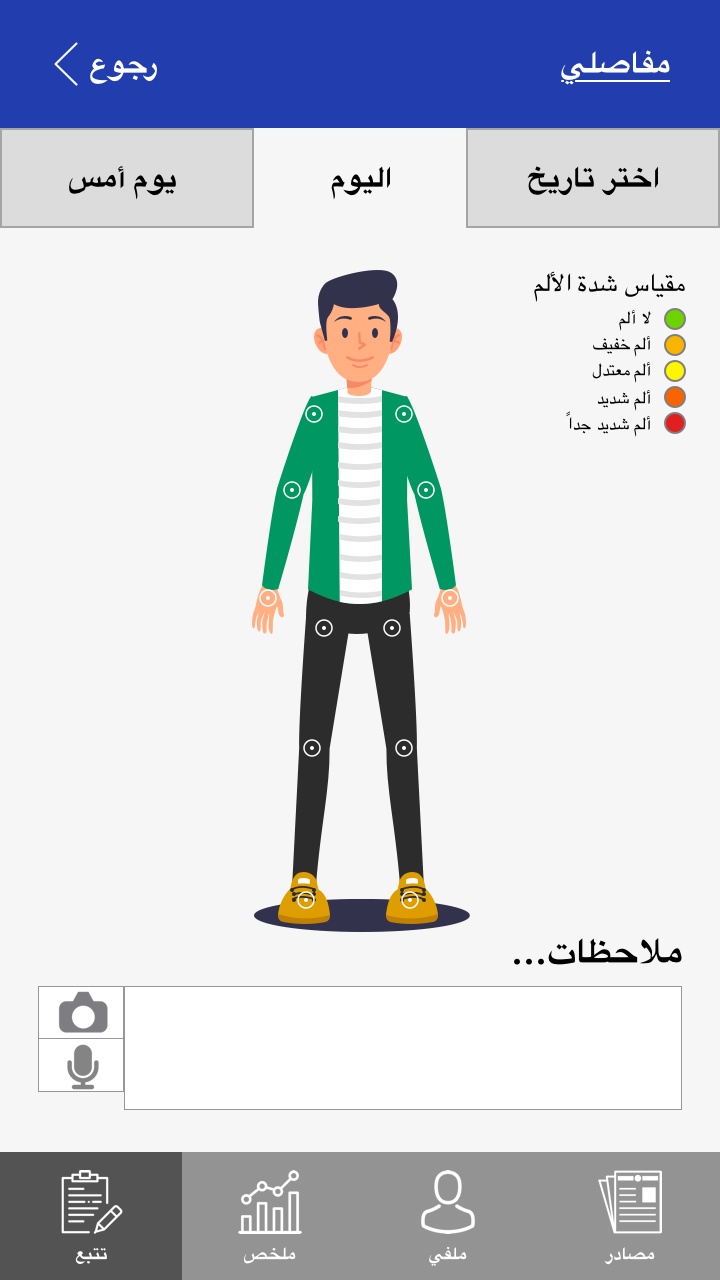 مفاصلي
رجوع
اختر تاريخ
اليوم
يوم أمس
مقياس شدة الألم
لا ألم
ألم خفيف
ألم معتدل
ألم شديد
ألم شديد جداً
ملاحظات...
مصادر
ملفي
ملخص
تتبع